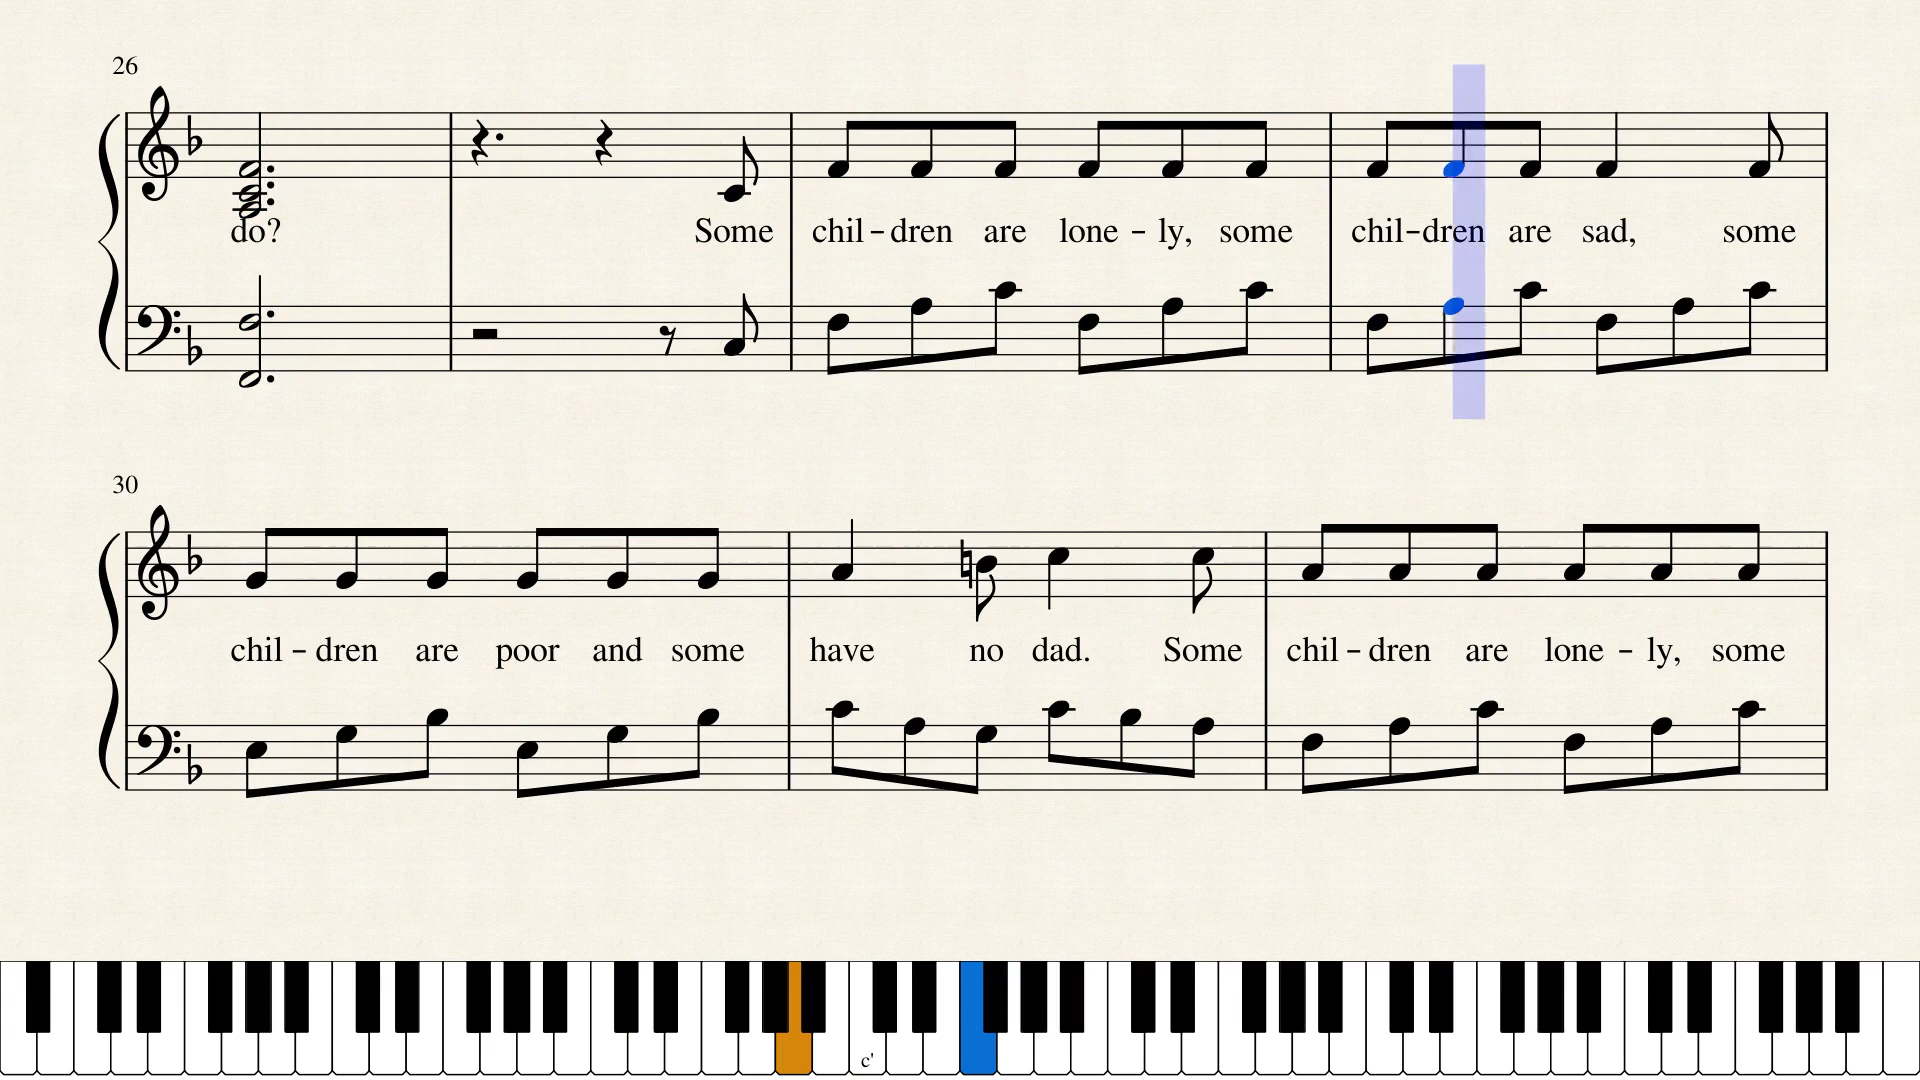 26
do? Some chil-dren are lone-ly, some chil-dren are sad, some
30
chil-dren are poor and some have no dad. Some chil-dren are lone-ly, some
c'